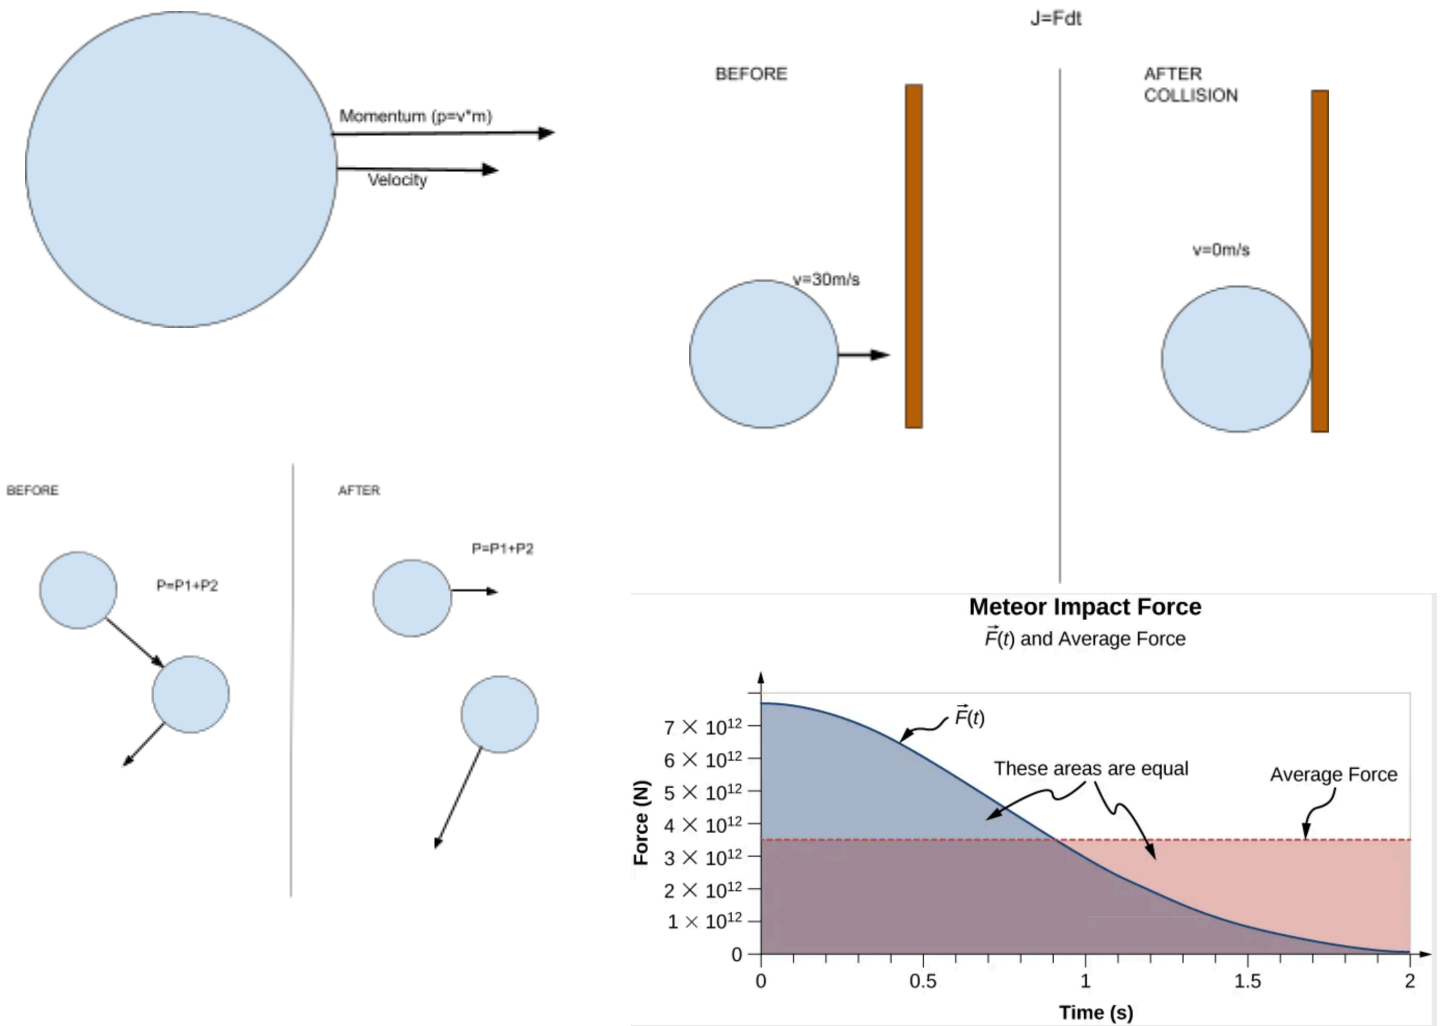 Momentum (p=v*m)
Velocity
J=Fdt
BEFORE
AFTER
COLLISION
v=30m/s
v=0m/s
BEFORE
AFTER
P=P1+P2
P=P1+P2
Meteor Impact Force
F⃗(t) and Average Force
F⃗(t)
These areas are equal
Average Force
Force (N)
7 × 10¹²
6 × 10¹²
5 × 10¹²
4 × 10¹²
3 × 10¹²
2 × 10¹²
1 × 10¹²
0
0 0.5 1 1.5 2
Time (s)